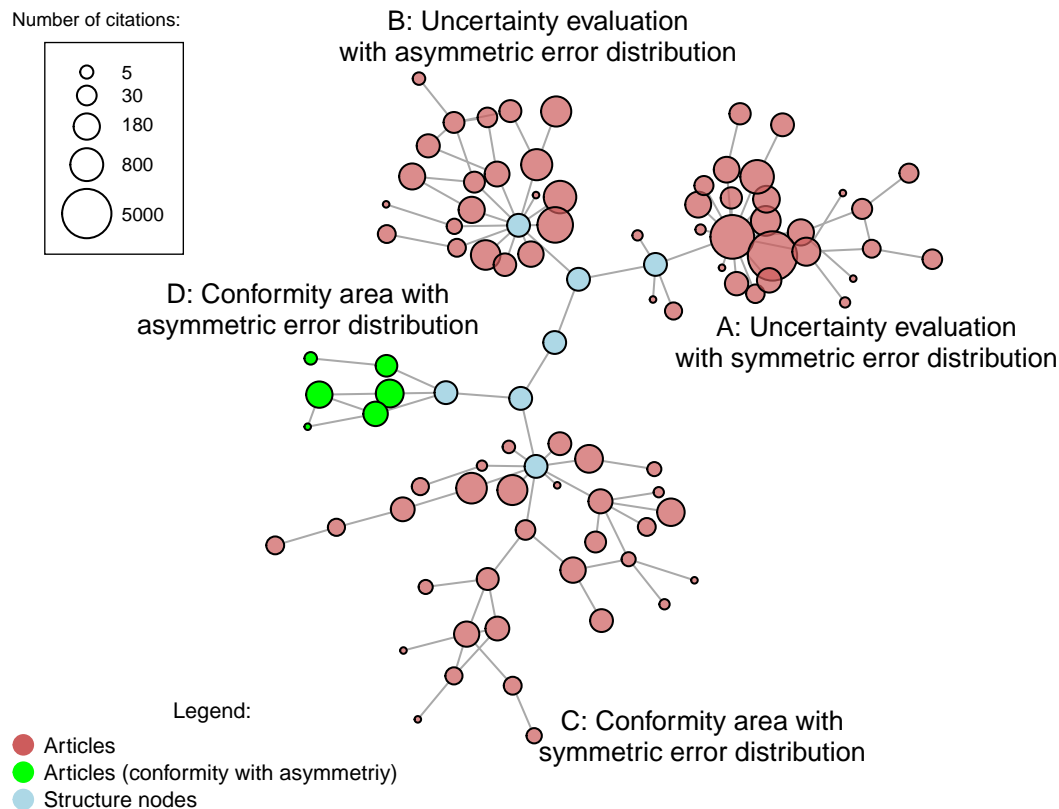 Number of citations:
5
30
180
800
5000
B: Uncertainty evaluation
with asymmetric error distribution
D: Conformity area with
asymmetric error distribution
A: Uncertainty evaluation
with symmetric error distribution
C: Conformity area with
symmetric error distribution
Legend:
Articles
Articles (conformity with asymmetriy)
Structure nodes